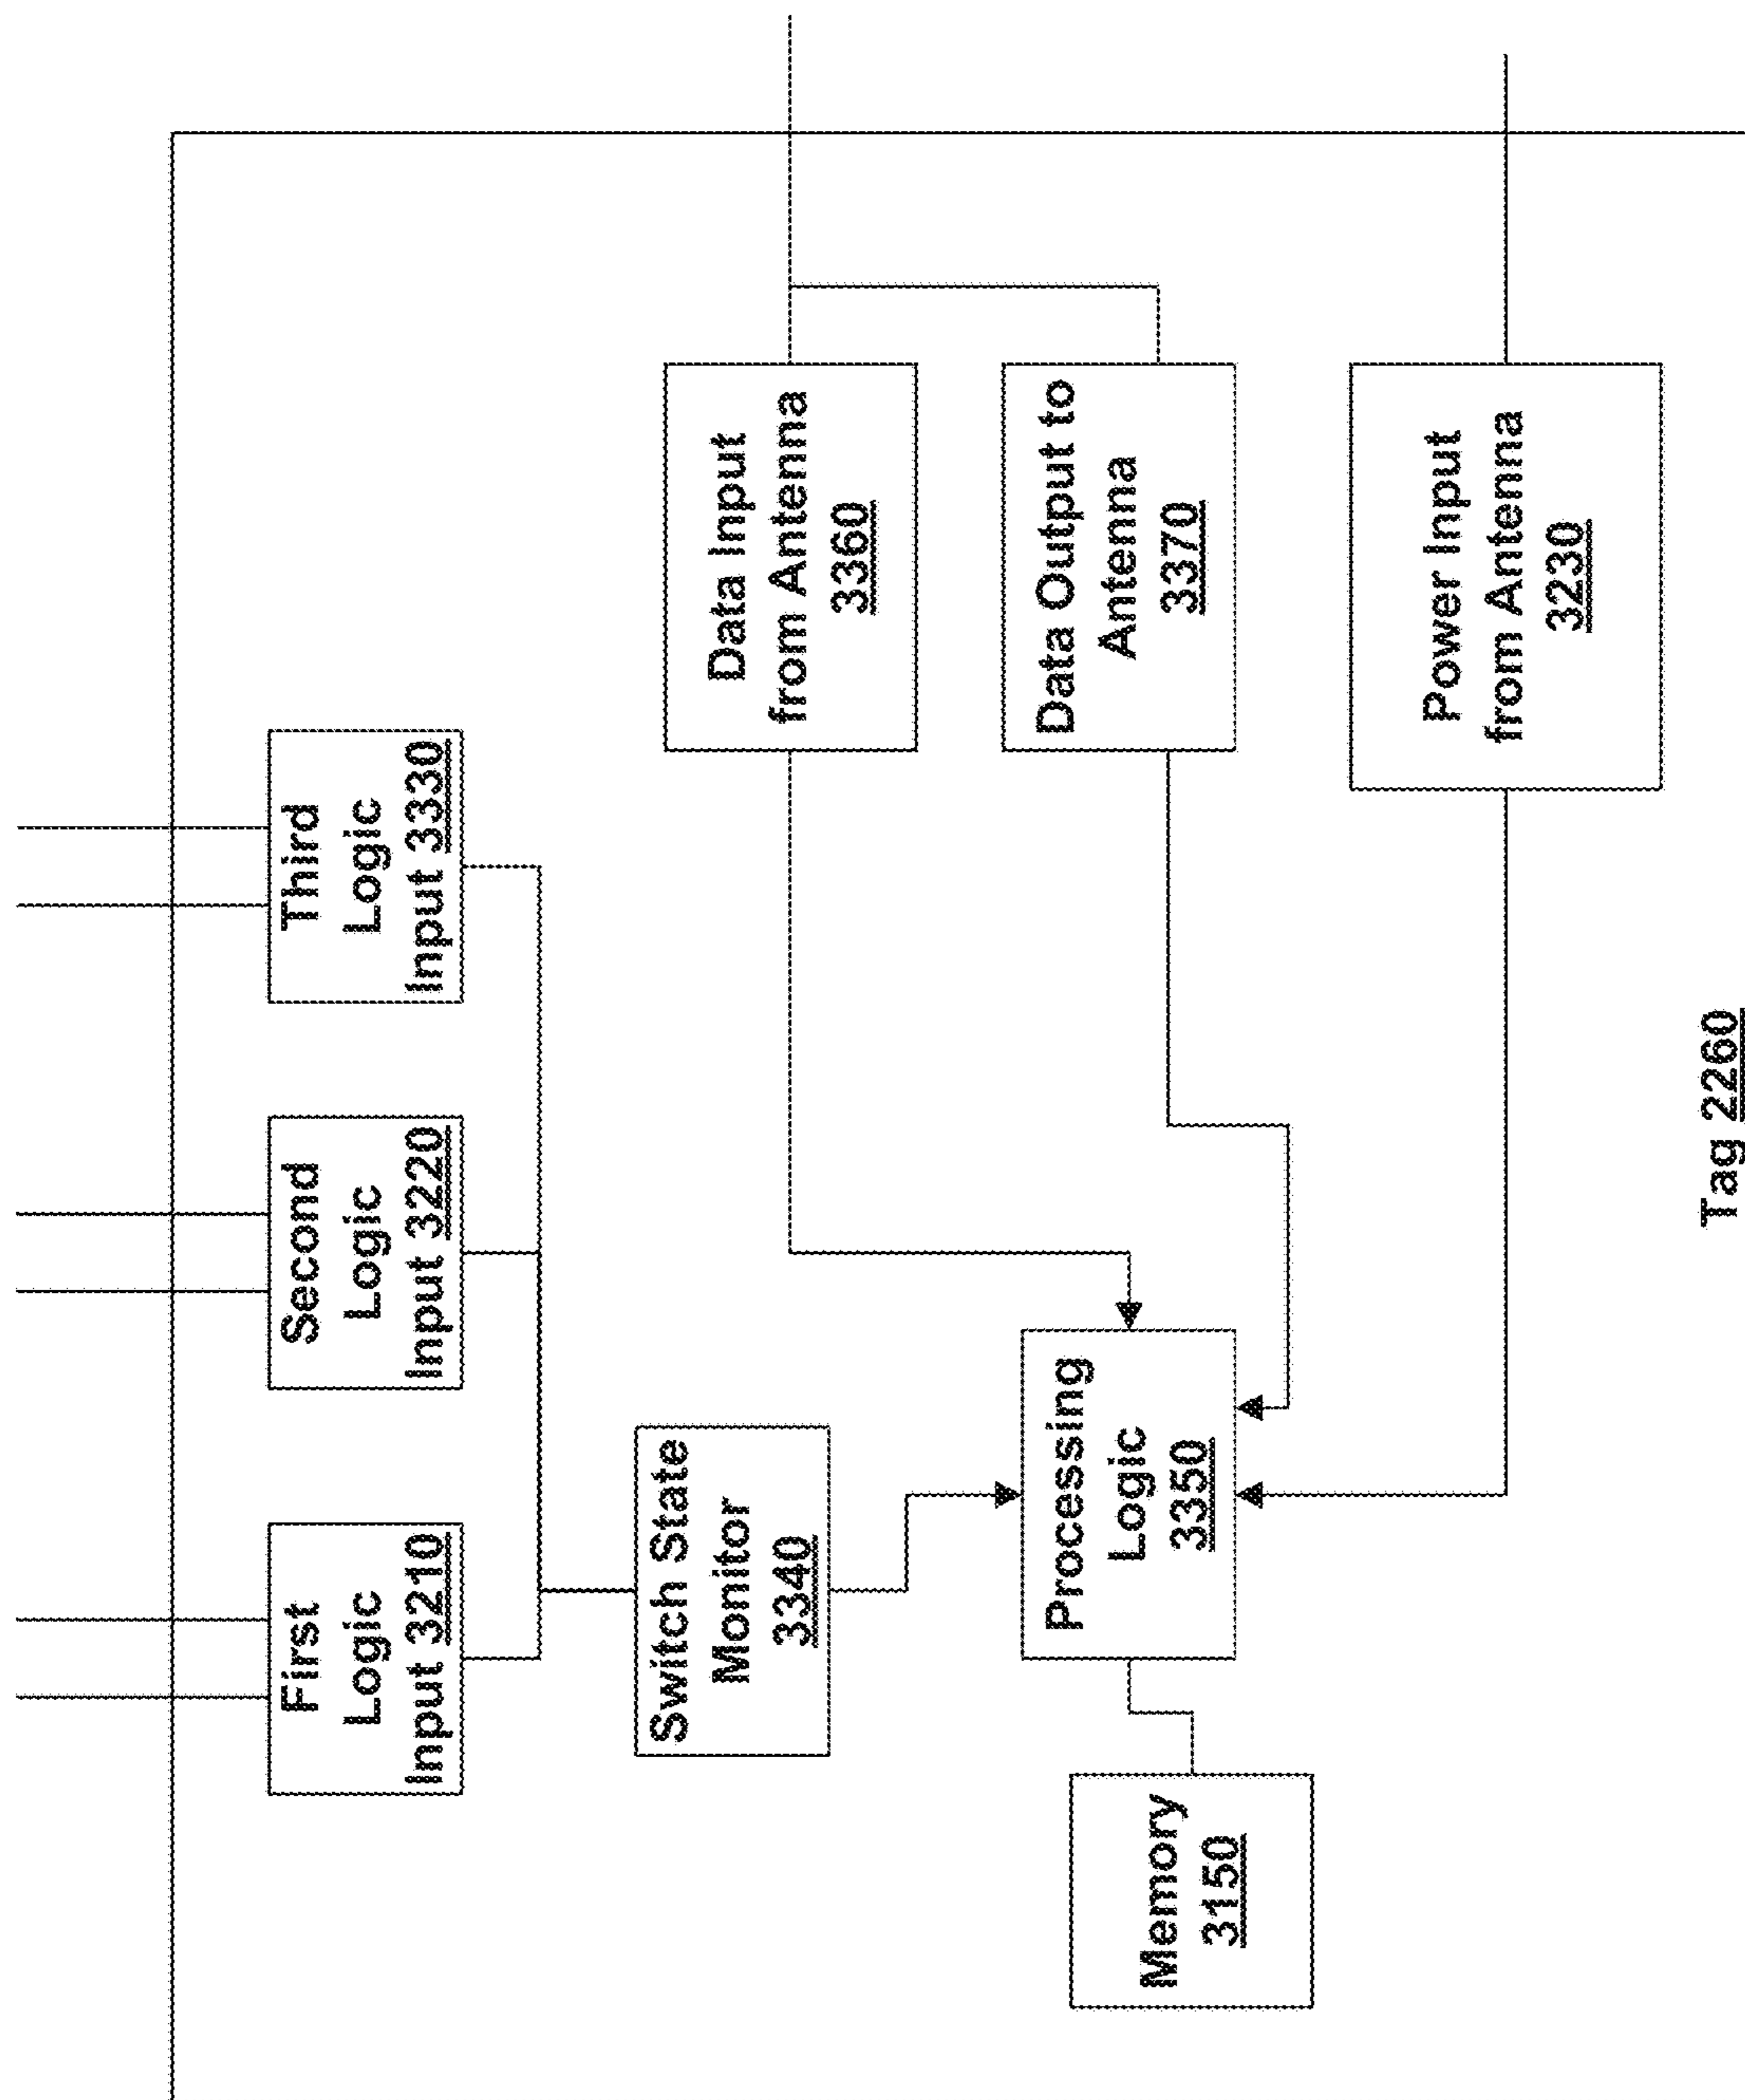 First
Logic
Input 3210
Second
Logic
Input 3220
Third
Logic
Input 3330
Switch State
Monitor
3340
Data Input
from Antenna
3360
Processing
Logic
3350
Data Output to
Antenna
3370
Memory
3150
Power Input
from Antenna
3230
Tag 2260